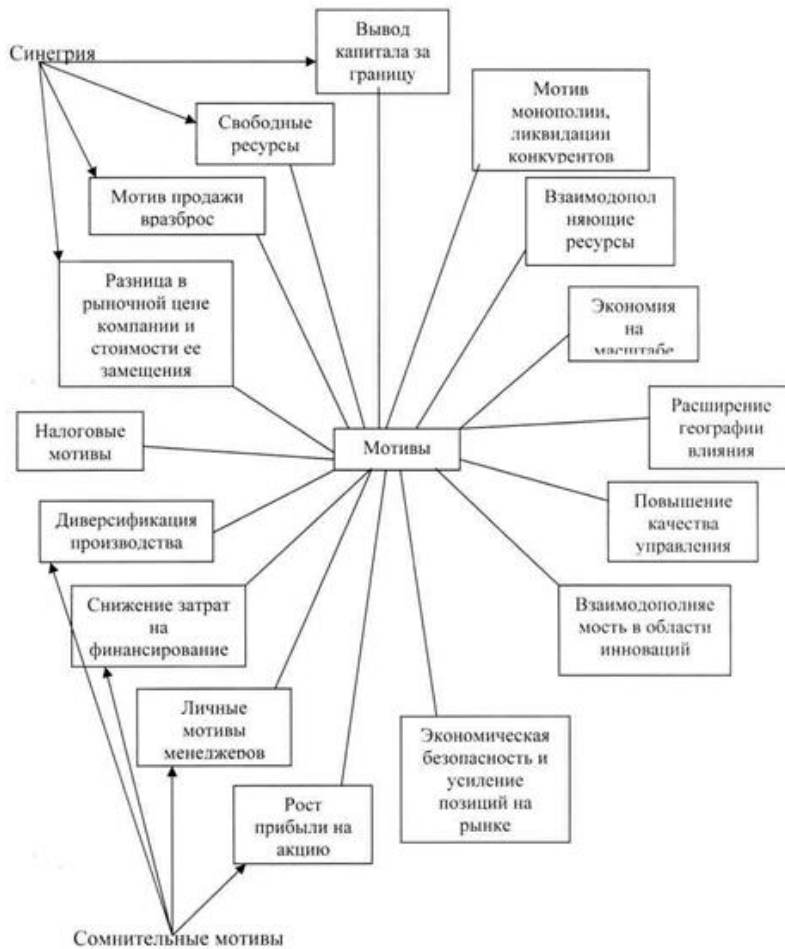 Вывод
капитала за
границу
Синегрия
Мотив
монополии,
ликвидации
конкурентов
Свободные
ресурсы
Мотив продажи
вразброс
Взаимодопол
няющие
ресурсы
Разница в
рыночной цене
компании и
стоимости ее
замещения
Экономия
на
масштабе
Расширение
географии
влияния
Налоговые
мотивы
Мотивы
Повышение
качества
управления
Диверсификация
производства
Снижение затрат
на
финансирование
Взаимодополняе
мость в области
инноваций
Личные
мотивы
менеджеров
Экономическая
безопасность и
усиление
позиций на
рынке
Рост
прибыли на
акцию
Сомнительные мотивы